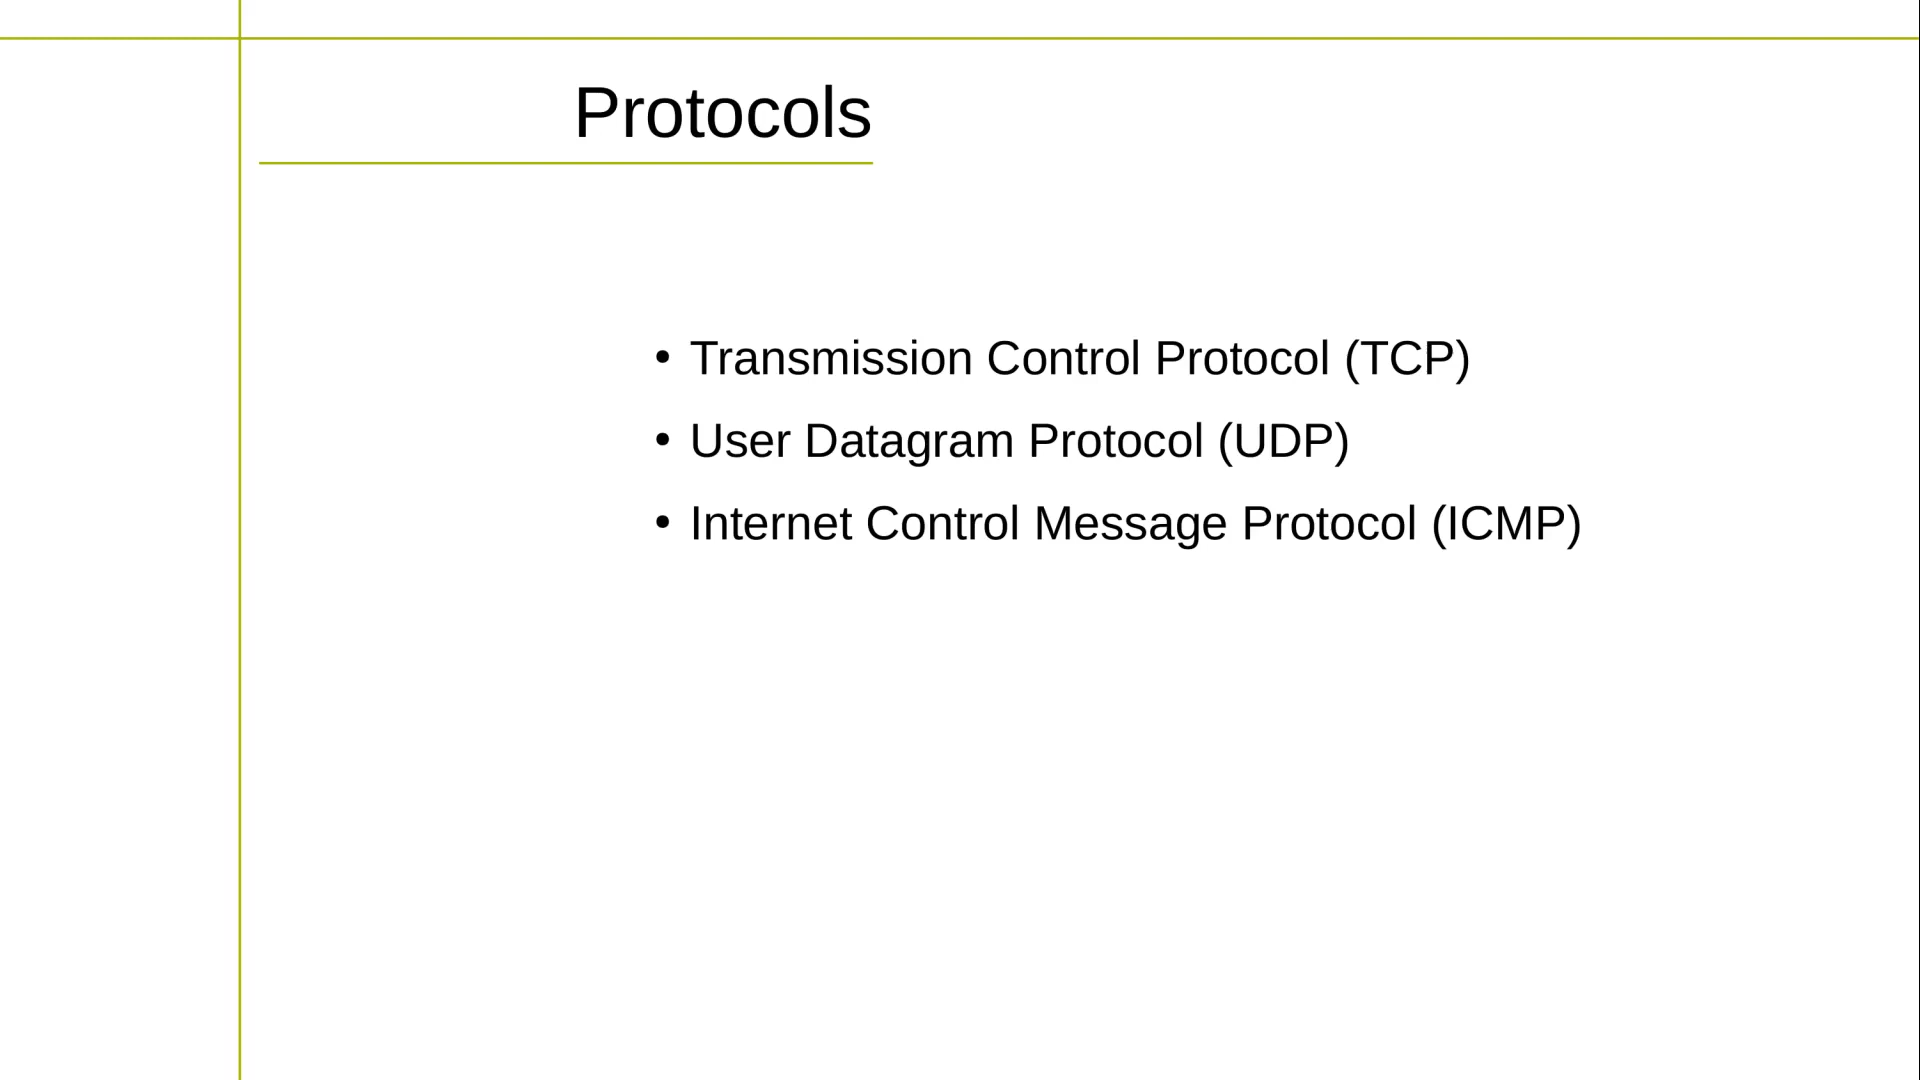 Protocols
• Transmission Control Protocol (TCP)
• User Datagram Protocol (UDP)
• Internet Control Message Protocol (ICMP)